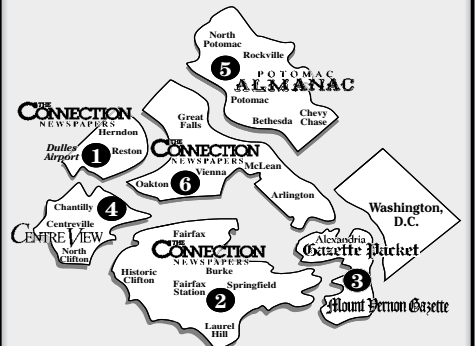 North
Potomac
Rockville
5
POTOMAC
ALMANAC
Potomac
Bethesda
Chevy
Chase
THE
CONNECTION
NEWSPAPERS
Herndon
Dulles
Airport
1
Reston
Great
Falls
THE
CONNECTION
NEWSPAPERS
Vienna
McLean
Oakton
6
Arlington
Chantilly
4
Centreville
CENTRE VIEW
North
Clifton
Washington,
D.C.
Alexandria
Gazette Packet
3
Mount Vernon Gazette
Fairfax
THE
CONNECTION
NEWSPAPERS
Burke
Historic
Clifton
Fairfax
Station
Springfield
2
Laurel
Hill